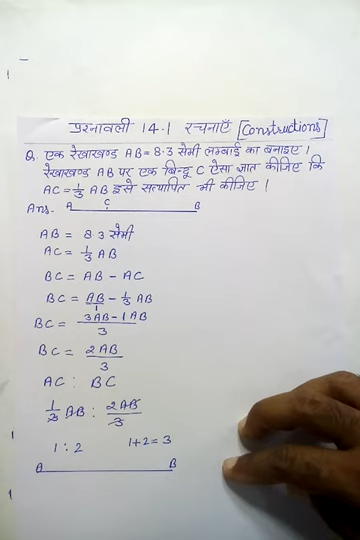 प्रश्नावली 14.1 रचनाएँ [Constructions]
Q. एक रेखाखण्ड AB = 8.3 सेमी लम्बाई का बनाइए।
रेखाखण्ड AB पर एक बिन्दू C ऐसा ज्ञात कीजिए कि
AC = 1/3 AB इसे सत्यापित भी कीजिए।
Ans. A C B
AB = 8.3 सेमी
AC = 1/3 AB
BC = AB - AC
BC = AB/1 - 1/3 AB
BC = 3AB - 1AB / 3
BC = 2AB / 3
AC : BC
1/3 AB : 2AB/3
1 : 2 1+2=3
A B